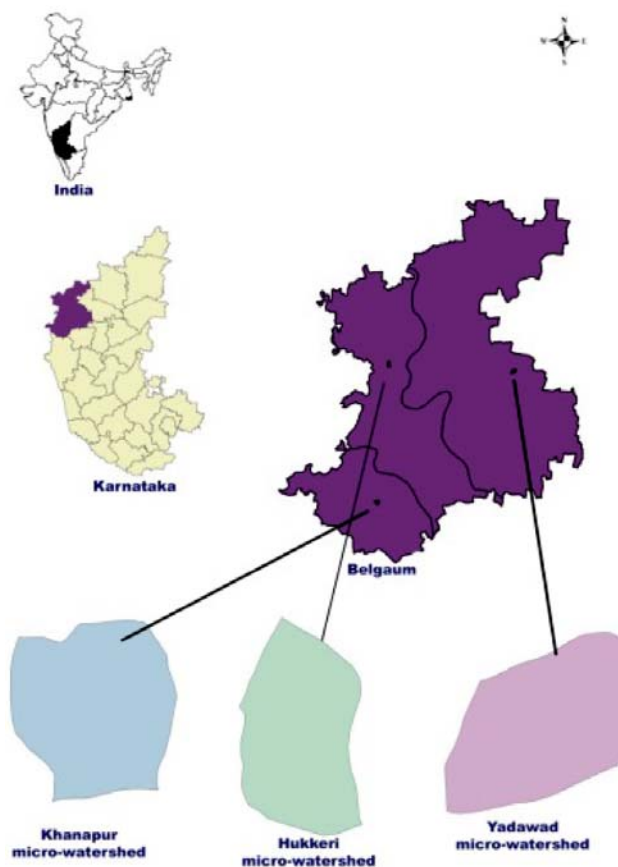 N
W E
S
India
Karnataka
Belgaum
Khanapur
micro-watershed
Hukkeri
micro-watershed
Yadawad
micro-watershed